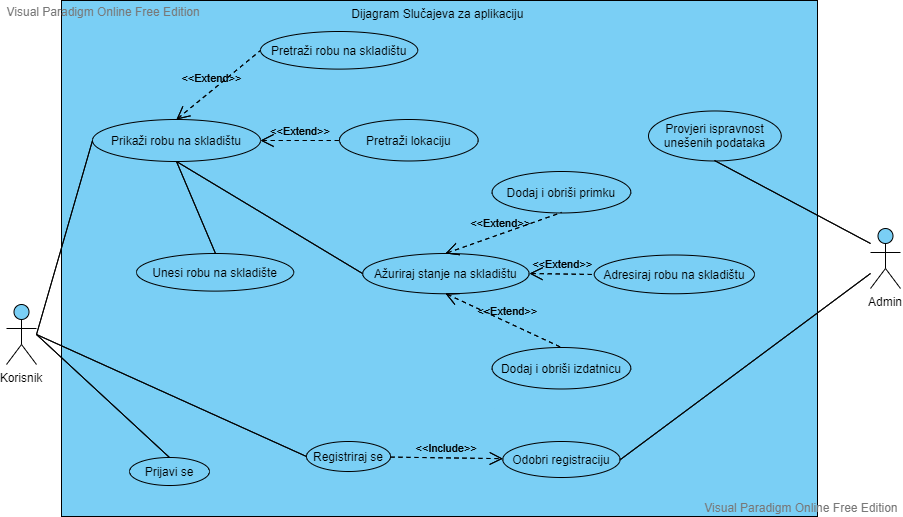 Visual Paradigm Online Free Edition
Dijagram Slučajeva za aplikaciju
Pretraži robu na skladištu
<<Extend>>
Prikaži robu na skladištu
<<Extend>>
Pretraži lokaciju
Provjeri ispravnost
unešenih podataka
Dodaj i obriši primku
<<Extend>>
Unesi robu na skladište
Ažuriraj stanje na skladištu
<<Extend>>
Adresiraj robu na skladištu
Admin
<<Extend>>
Korisnik
Dodaj i obriši izdatnicu
<<Include>>
Registriraj se
Odobri registraciju
Prijavi se
Visual Paradigm Online Free Edition